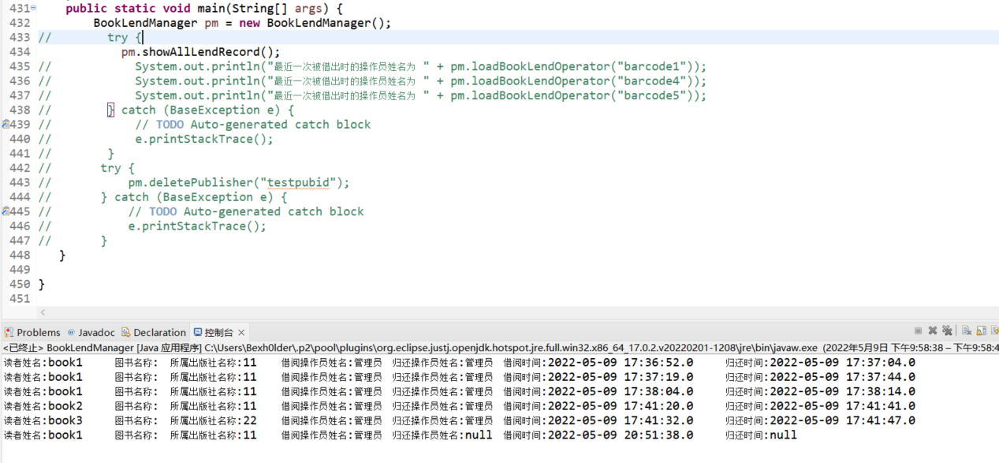 431 public static void main(String[] args) {
432 BookLendManager pm = new BookLendManager();
433 // try {
434 pm.showAllLendRecord();
435 // System.out.println("最近一次被借出时的操作员姓名为 " + pm.loadBookLendOperator("barcode1"));
436 // System.out.println("最近一次被借出时的操作员姓名为 " + pm.loadBookLendOperator("barcode4"));
437 // System.out.println("最近一次被借出时的操作员姓名为 " + pm.loadBookLendOperator("barcode5"));
438 // } catch (BaseException e) {
439 // // TODO Auto-generated catch block
440 // e.printStackTrace();
441 // }
442 // try {
443 // pm.deletePublisher("testpubid");
444 // } catch (BaseException e) {
445 // // TODO Auto-generated catch block
446 // e.printStackTrace();
447 // }
448 }
449
450 }
451
Problems @ Javadoc Declaration 控制台
<已终止> BookLendManager [Java 应用程序] C:\Users\Bexh0lder\.p2\pool\plugins\org.eclipse.justj.openjdk.hotspot.jre.full.win32.x86_64_17.0.2.v20220201-1208\jre\bin\javaw.exe (2022年5月9日 下午9:58:38 – 下午9:58:4
读者姓名:book1 图书名称: 所属出版社名称:11 借阅操作员姓名:管理员 归还操作员姓名:管理员 借阅时间:2022-05-09 17:36:52.0 归还时间:2022-05-09 17:37:04.0
读者姓名:book1 图书名称: 所属出版社名称:11 借阅操作员姓名:管理员 归还操作员姓名:管理员 借阅时间:2022-05-09 17:37:19.0 归还时间:2022-05-09 17:37:44.0
读者姓名:book1 图书名称: 所属出版社名称:11 借阅操作员姓名:管理员 归还操作员姓名:管理员 借阅时间:2022-05-09 17:38:04.0 归还时间:2022-05-09 17:38:14.0
读者姓名:book2 图书名称: 所属出版社名称:11 借阅操作员姓名:管理员 归还操作员姓名:管理员 借阅时间:2022-05-09 17:41:20.0 归还时间:2022-05-09 17:41:41.0
读者姓名:book3 图书名称: 所属出版社名称:22 借阅操作员姓名:管理员 归还操作员姓名:管理员 借阅时间:2022-05-09 17:41:32.0 归还时间:2022-05-09 17:41:47.0
读者姓名:book1 图书名称: 所属出版社名称:11 借阅操作员姓名:管理员 归还操作员姓名:null 借阅时间:2022-05-09 20:51:38.0 归还时间:null